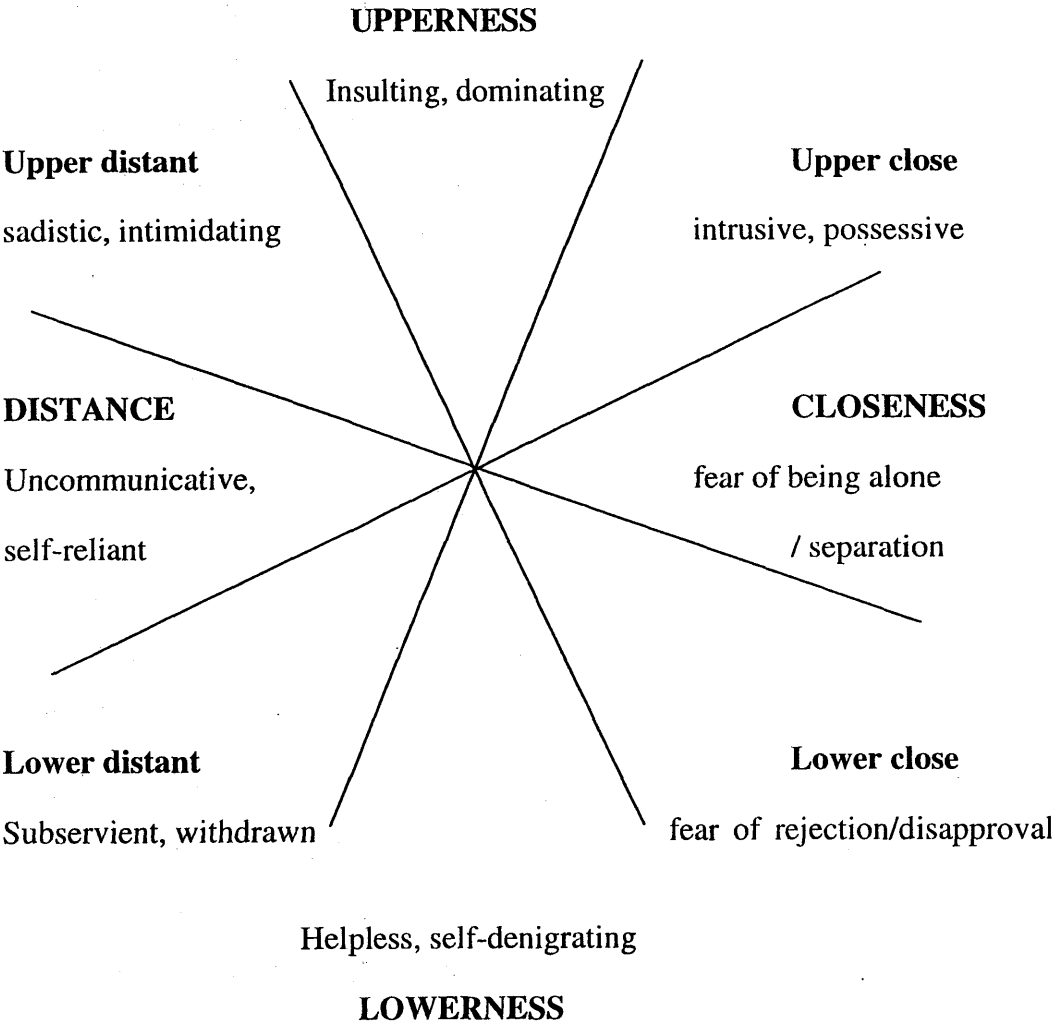 UPPERNESS
Insulting, dominating
Upper distant
Upper close
sadistic, intimidating
intrusive, possessive
DISTANCE
CLOSENESS
Uncommunicative,
fear of being alone
self-reliant
/ separation
Lower distant
Lower close
Subservient, withdrawn
fear of rejection/disapproval
Helpless, self-denigrating
LOWERNESS